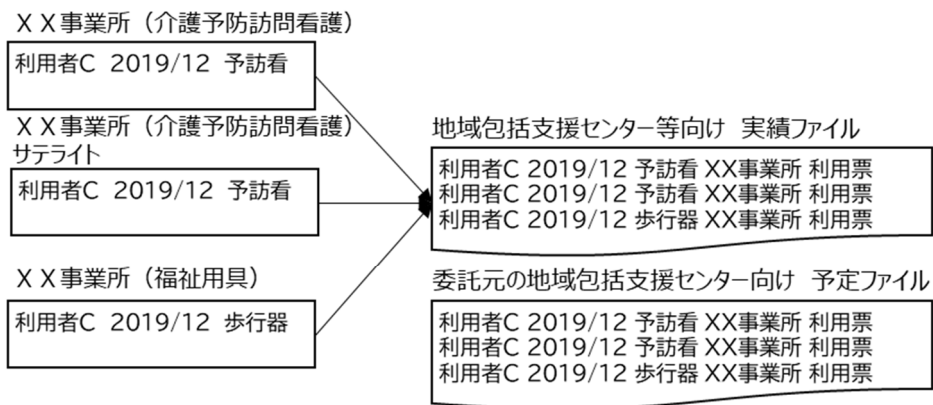 ＸＸ事業所（介護予防訪問看護）
利用者C 2019/12 予訪看
ＸＸ事業所（介護予防訪問看護）
サテライト
利用者C 2019/12 予訪看
ＸＸ事業所（福祉用具）
利用者C 2019/12 歩行器
地域包括支援センター等向け 実績ファイル
利用者C 2019/12 予訪看 XX事業所 利用票
利用者C 2019/12 予訪看 XX事業所 利用票
利用者C 2019/12 歩行器 XX事業所 利用票
委託元の地域包括支援センター向け 予定ファイル
利用者C 2019/12 予訪看 XX事業所 利用票
利用者C 2019/12 予訪看 XX事業所 利用票
利用者C 2019/12 歩行器 XX事業所 利用票